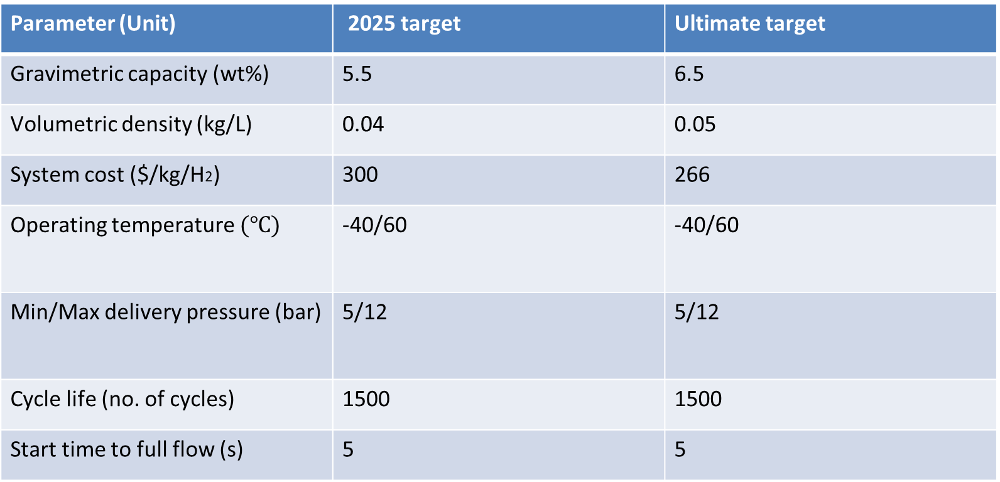 Parameter (Unit) 2025 target Ultimate target
Gravimetric capacity (wt%) 5.5 6.5
Volumetric density (kg/L) 0.04 0.05
System cost ($/kg/H2) 300 266
Operating temperature (℃) -40/60 -40/60
Min/Max delivery pressure (bar) 5/12 5/12
Cycle life (no. of cycles) 1500 1500
Start time to full flow (s) 5 5